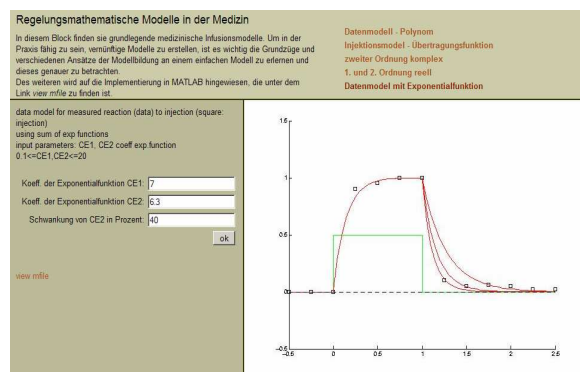 Regelungsmathematische Modelle in der Medizin
In diesem Block finden sie grundlegende medizinische Infusionsmodelle. Um in der
Praxis fähig zu sein, vernünftige Modelle zu erstellen, ist es wichtig die Grundzüge und
verschiedenen Ansätze der Modellbildung an einem einfachen Modell zu erlernen und
dieses genauer zu betrachten.
Des weiteren wird auf die Implementierung in MATLAB hingewiesen, die unter dem
Link view mfile zu finden ist.
Datenmodell - Polynom
Injektionsmodel - Übertragungsfunktion
zweiter Ordnung komplex
1. und 2. Ordnung reell
Datenmodel mit Exponentialfunktion
data model for measured reaction (data) to injection (square
injection)
using sum of exp functions
input parameters: CE1, CE2 coeff exp.function
0.1<=CE1,CE2<=20
Koeff. der Exponentialfunktion CE1: 7
Koeff. der Exponentialfunktion CE2: 6.3
Schwankung von CE2 in Prozent: 40
ok
view mfile
1.5
1
0.5
0
-0.5
-0.5 0 0.5 1 1.5 2 2.5